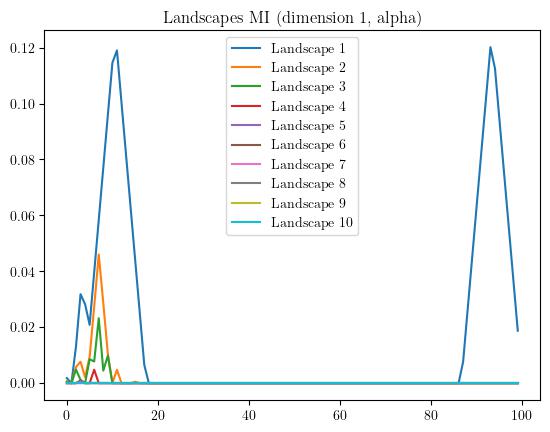 Landscapes MI (dimension 1, alpha)
0.12
0.10
0.08
0.06
0.04
0.02
0.00
0
20
40
60
80
100
Landscape 1
Landscape 2
Landscape 3
Landscape 4
Landscape 5
Landscape 6
Landscape 7
Landscape 8
Landscape 9
Landscape 10